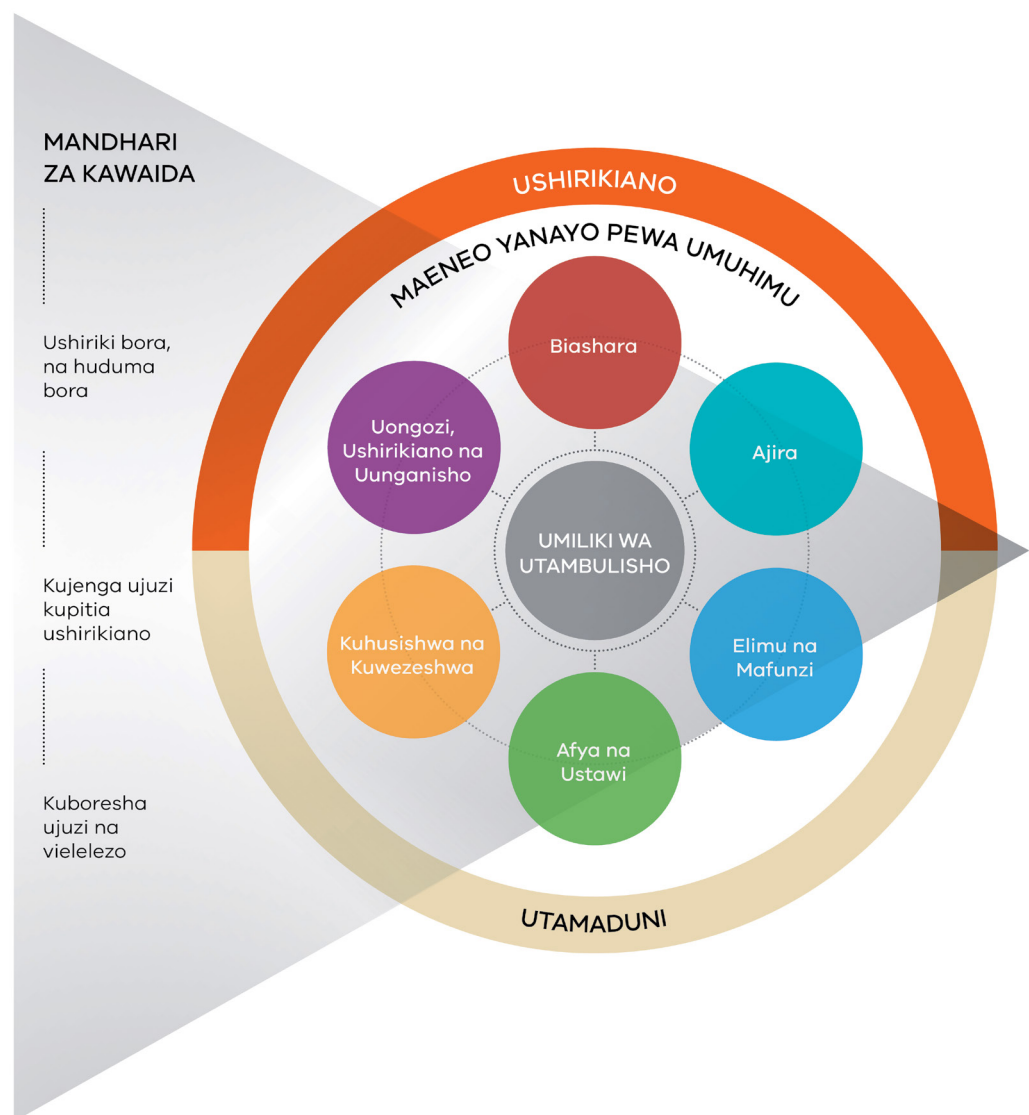 MANDHARI
ZA KAWAIDA
Ushiriki bora,
na huduma
bora
Kujenga ujuzi
kupitia
ushirikiano
Kuboresha
ujuzi na
vielelezo
USHIRIKIANO
MAENEO YANAYO PEWA UMUHIMU
Biashara
Uongozi,
Ushirikiano na
Uunganisho
Ajira
UMILIKI WA
UTAMBULISHO
Kuhusishwa na
Kuwezeshwa
Elimu na
Mafunzi
Afya na
Ustawi
UTAMADUNI